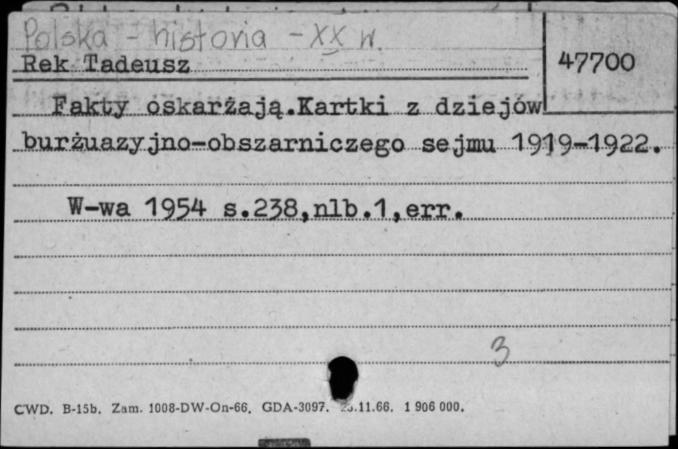 Polska - historia - XX w.
Rek Tadeusz
47700
Fakty oskarżają.Kartki z dziejów
burżuazyjno-obszarniczego sejmu 1919-1922.
W-wa 1954 s.238,nlb.1,err.
3
CWD. B-15b. Zam. 1008-DW-On-66. GDA-3097. .11.66. 1 906 000.